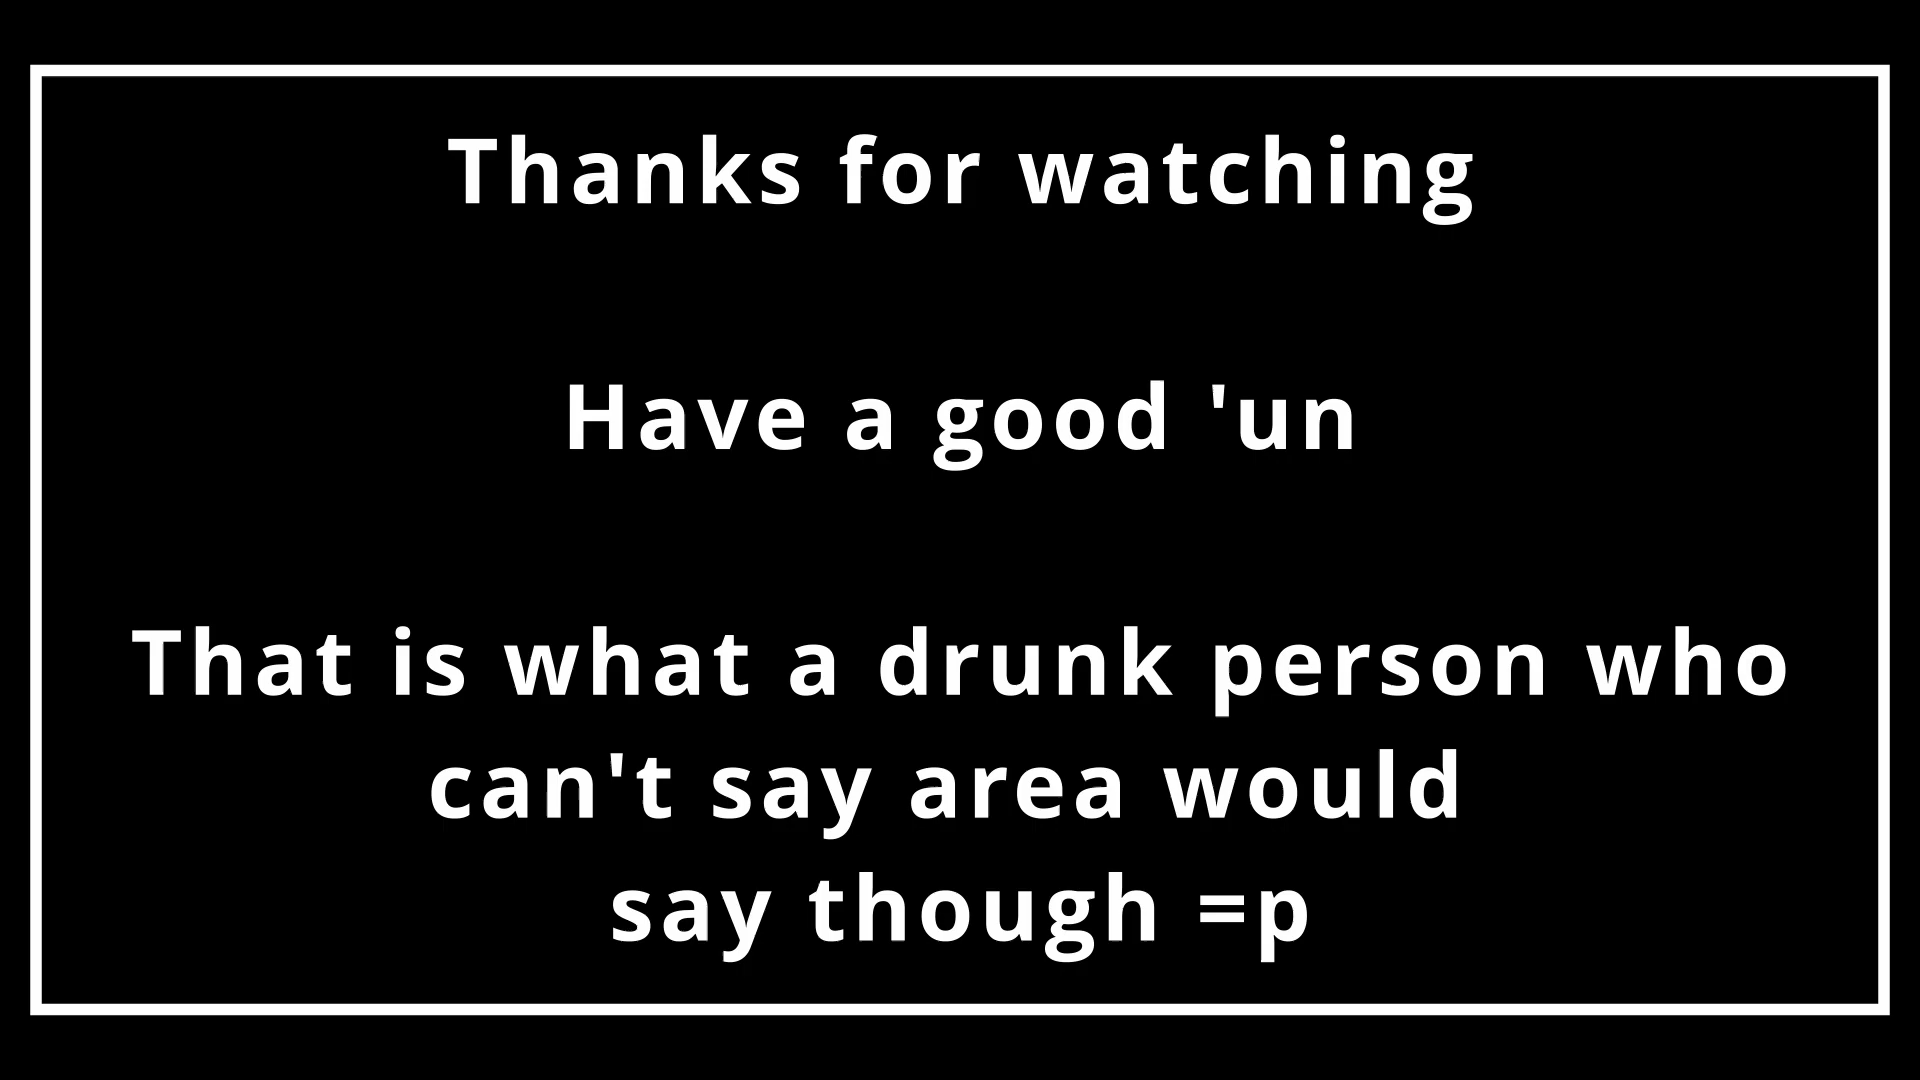 Thanks for watching
Have a good 'un
That is what a drunk person who
can't say area would
say though =p